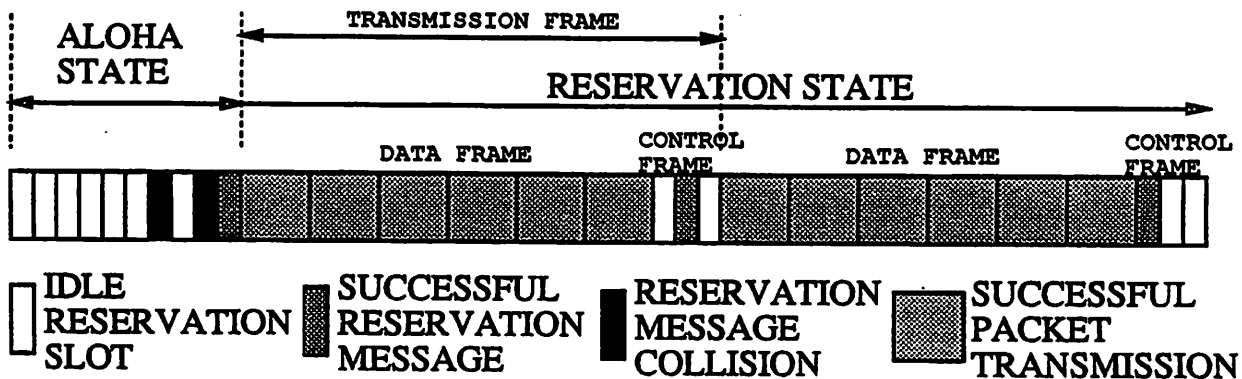 TRANSMISSION FRAME
ALOHA
STATE
RESERVATION STATE
DATA FRAME
CONTROL
FRAME
DATA FRAME
CONTROL
FRAME
IDLE
RESERVATION
SLOT
SUCCESSFUL
RESERVATION
MESSAGE
RESERVATION
MESSAGE
COLLISION
SUCCESSFUL
PACKET
TRANSMISSION